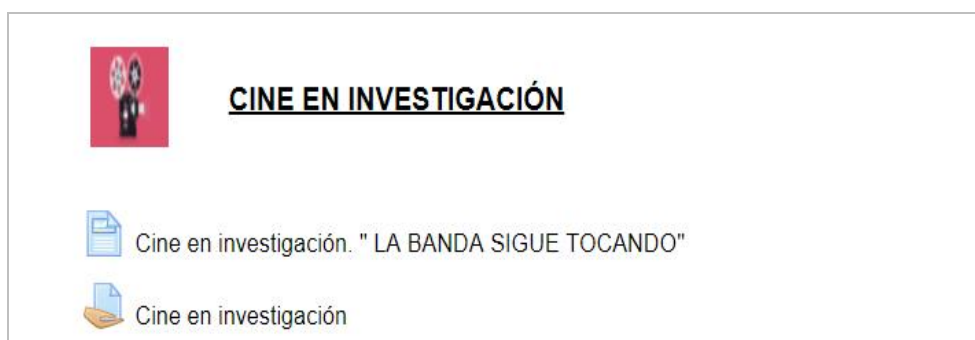 CINE EN INVESTIGACIÓN
Cine en investigación. " LA BANDA SIGUE TOCANDO"
Cine en investigación